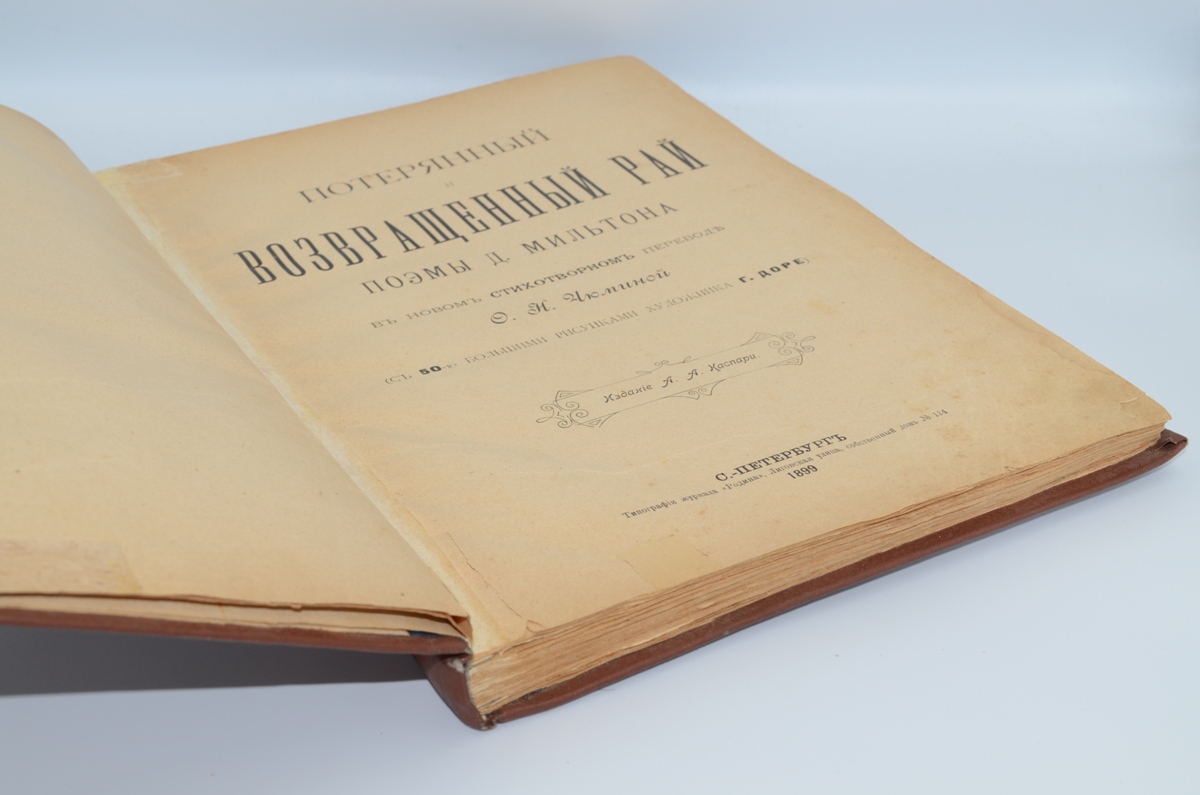 ПОТЕРЯННЫЙ
И
ВОЗВРАЩЕННЫЙ РАЙ
ПОЭМЫ Д. МИЛЬТОНА
ВЪ НОВОМЪ СТИХОТВОРНОМЪ ПЕРЕВОДѢ
О. Н. Чюминой
(СЪ 50-Ю БОЛЬШИМИ РИСУНКАМИ ХУДОЖНИКА Г. ДОРЕ)
Изданіе А. А. Каспари
С.-ПЕТЕРБУРГЪ
Типографія журнала «Родина», Лиговская улица, собственный домъ № 114
1899